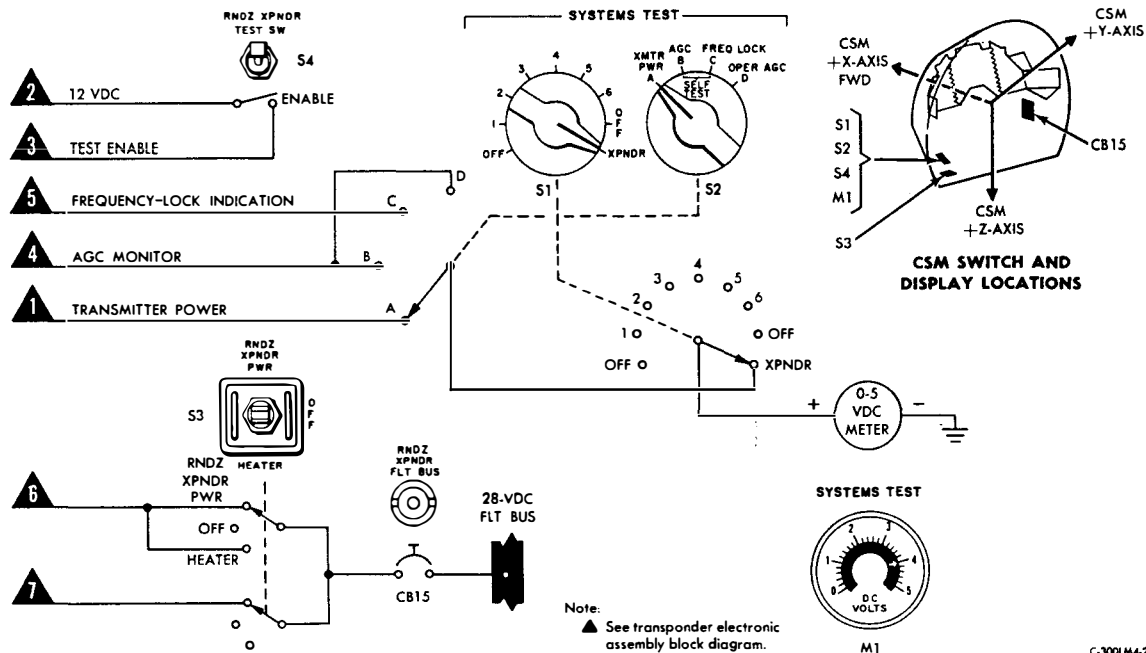 RNDZ XPNDR
TEST SW
S4
2
12 VDC
ENABLE
3
TEST ENABLE
5
FREQUENCY-LOCK INDICATION
C
D
4
AGC MONITOR
B
1
TRANSMITTER POWER
A
SYSTEMS TEST
OFF
1
2
3
4
5
6
OFF
XPNDR
S1
XMTR
PWR
A
AGC
B
FREQ LOCK
C
OPER AGC
D
SELF
TEST
S2
OFF
1
2
3
4
5
6
OFF
XPNDR
+
0-5
VDC
METER
-
CSM
+Y-AXIS
CSM
+X-AXIS
FWD
S1
S2
S4
M1
S3
CB15
CSM
+Z-AXIS
CSM SWITCH AND
DISPLAY LOCATIONS
RNDZ
XPNDR
PWR
S3
OFF
HEATER
6
RNDZ
XPNDR
PWR
OFF
HEATER
7
RNDZ
XPNDR
FLT BUS
CB15
28-VDC
FLT BUS
Note:
▲ See transponder electronic
assembly block diagram.
SYSTEMS TEST
0
1
2
3
4
5
DC
VOLTS
M1
C-300LM4-2